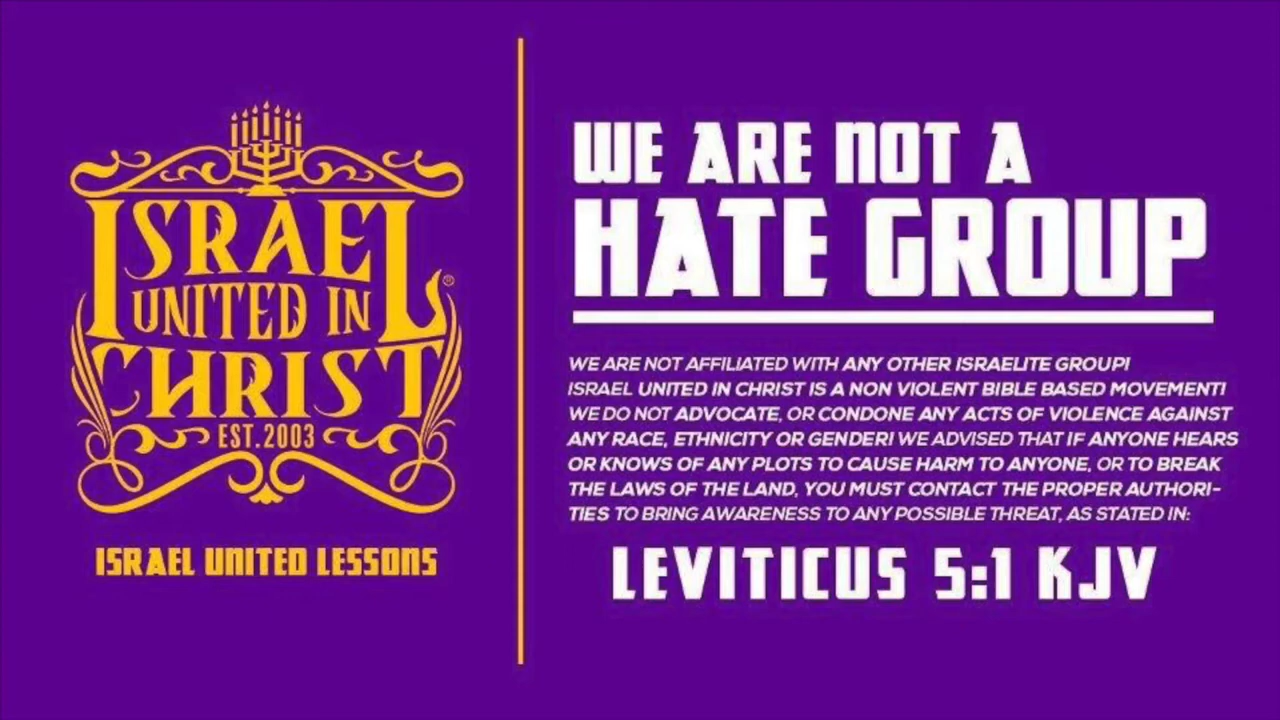 ISRAEL
UNITED IN
CHRIST
EST.2003
ISRAEL UNITED LESSONS
WE ARE NOT A
HATE GROUP
WE ARE NOT AFFILIATED WITH ANY OTHER ISRAELITE GROUP!
ISRAEL UNITED IN CHRIST IS A NON VIOLENT BIBLE BASED MOVEMENT!
WE DO NOT ADVOCATE, OR CONDONE ANY ACTS OF VIOLENCE AGAINST
ANY RACE, ETHNICITY OR GENDER! WE ADVISED THAT IF ANYONE HEARS
OR KNOWS OF ANY PLOTS TO CAUSE HARM TO ANYONE, OR TO BREAK
THE LAWS OF THE LAND, YOU MUST CONTACT THE PROPER AUTHORI-
TIES TO BRING AWARENESS TO ANY POSSIBLE THREAT, AS STATED IN:
LEVITICUS 5:1 KJV